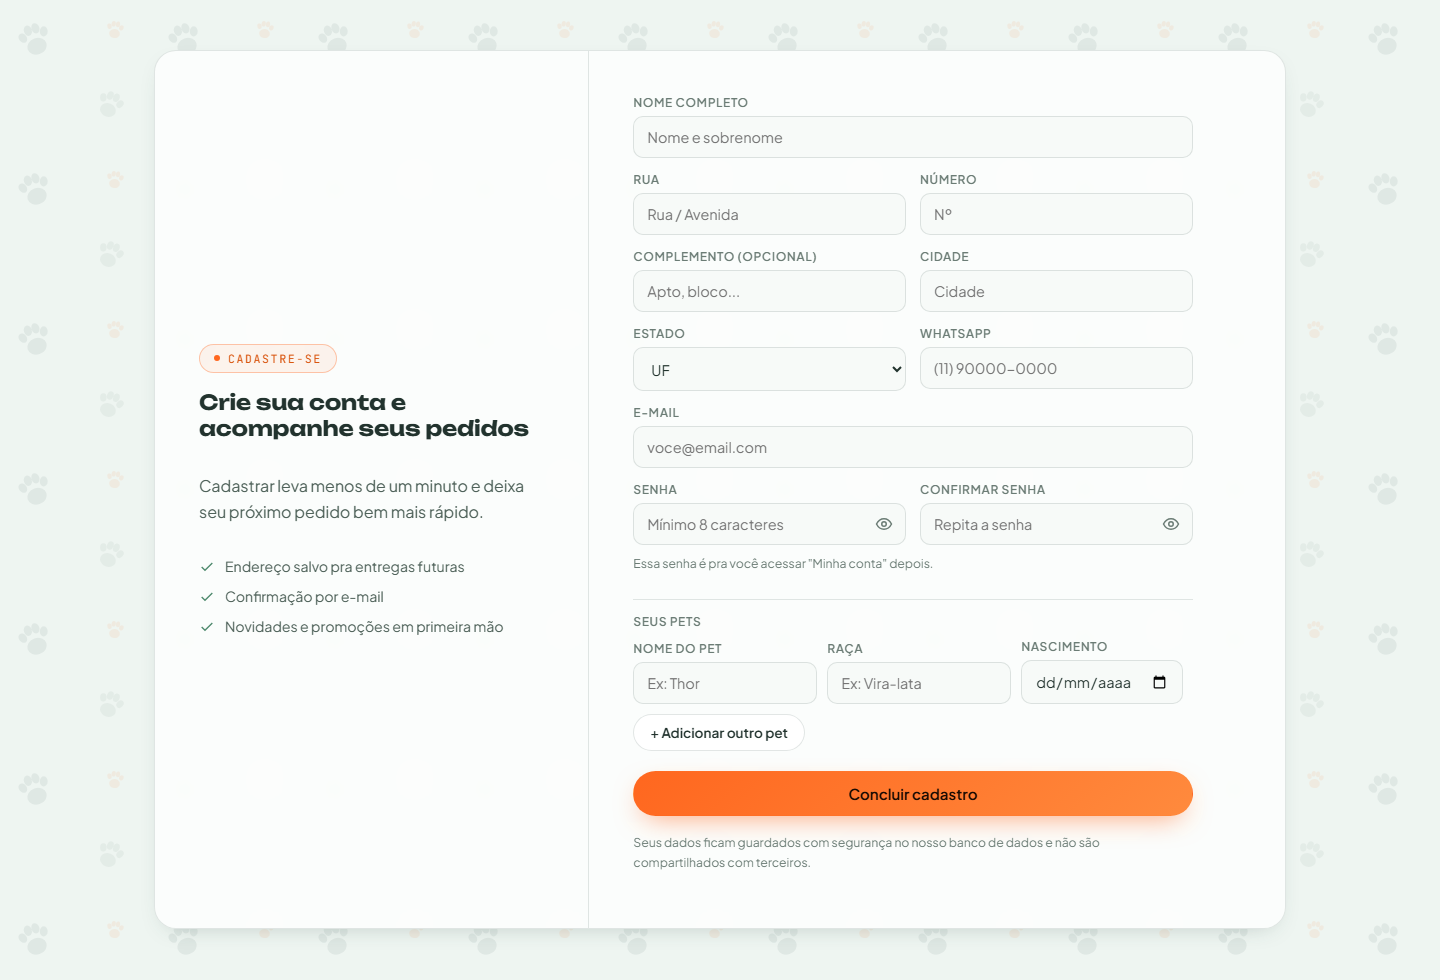 CADASTRE-SE
Crie sua conta e
acompanhe seus pedidos
Cadastrar leva menos de um minuto e deixa
seu próximo pedido bem mais rápido.
Endereço salvo pra entregas futuras
Confirmação por e-mail
Novidades e promoções em primeira mão
NOME COMPLETO
Nome e sobrenome
RUA
NÚMERO
Rua / Avenida
Nº
COMPLEMENTO (OPCIONAL)
CIDADE
Apto, bloco...
Cidade
ESTADO
WHATSAPP
UF
(11) 90000-0000
E-MAIL
voce@email.com
SENHA
CONFIRMAR SENHA
Mínimo 8 caracteres
Repita a senha
Essa senha é pra você acessar "Minha conta" depois.
SEUS PETS
NOME DO PET
RAÇA
NASCIMENTO
Ex: Thor
Ex: Vira-lata
dd/mm/aaaa
+ Adicionar outro pet
Concluir cadastro
Seus dados ficam guardados com segurança no nosso banco de dados e não são
compartilhados com terceiros.